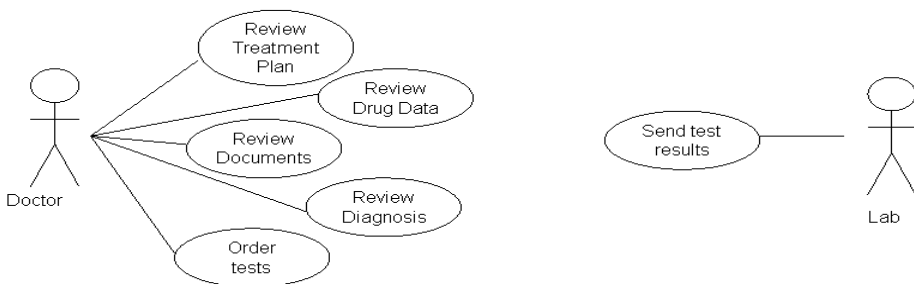 Review
Treatment
Plan
Review
Drug Data
Review
Documents
Review
Diagnosis
Order
tests
Doctor
Send test
results
Lab